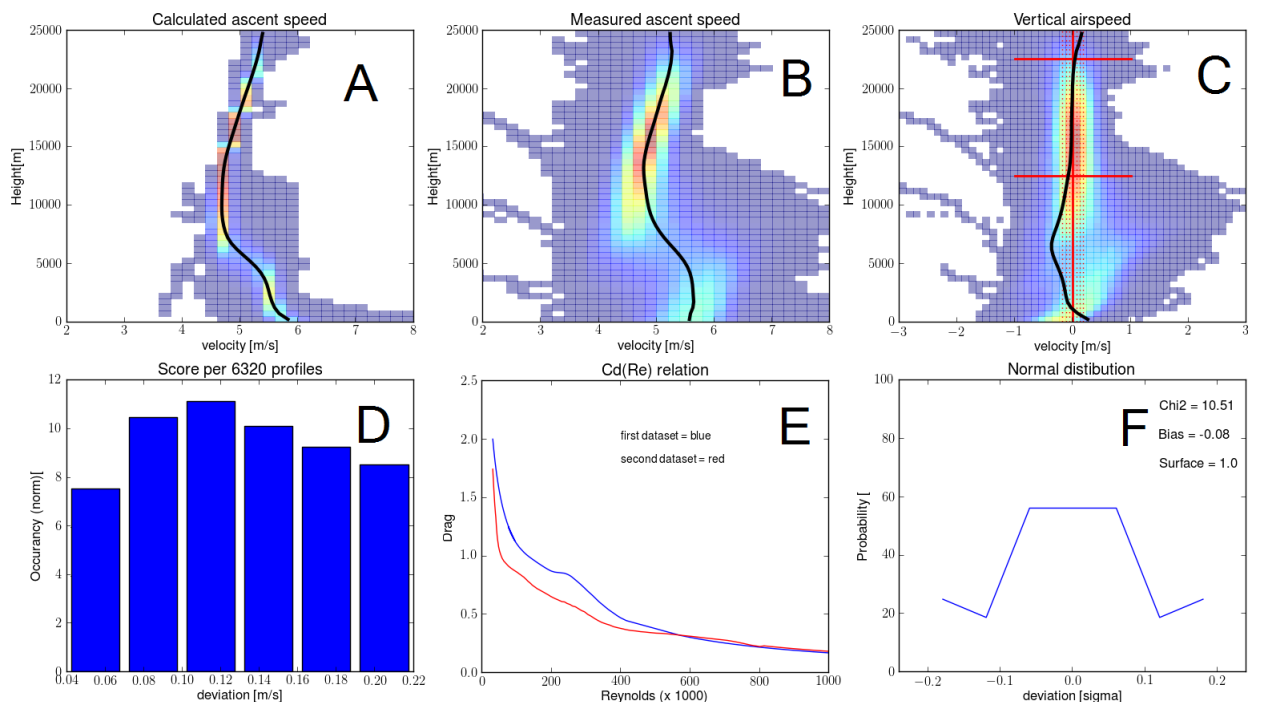 Calculated ascent speed
25000
20000
15000
10000
5000
0
Height[m]
2 3 4 5 6 7 8
velocity [m/s]
A
Measured ascent speed
25000
20000
15000
10000
5000
0
Height[m]
2 3 4 5 6 7 8
velocity [m/s]
B
Vertical airspeed
25000
20000
15000
10000
5000
0
Height[m]
−3 −2 −1 0 1 2 3
velocity [m/s]
C
Score per 6320 profiles
12
10
8
6
4
2
0
Occurancy (norm)[
0.04 0.06 0.08 0.10 0.12 0.14 0.16 0.18 0.20 0.22
deviation [m/s]
D
Cd(Re) relation
2.5
2.0
1.5
1.0
0.5
0.0
Drag
0 200 400 600 800 1000
Reynolds (x 1000)
first dataset = blue
second dataset = red
E
Normal distibution
100
80
60
40
20
0
Probability [
−0.2 −0.1 0.0 0.1 0.2
deviation [sigma]
Chi2 = 10.51
Bias = -0.08
Surface = 1.0
F